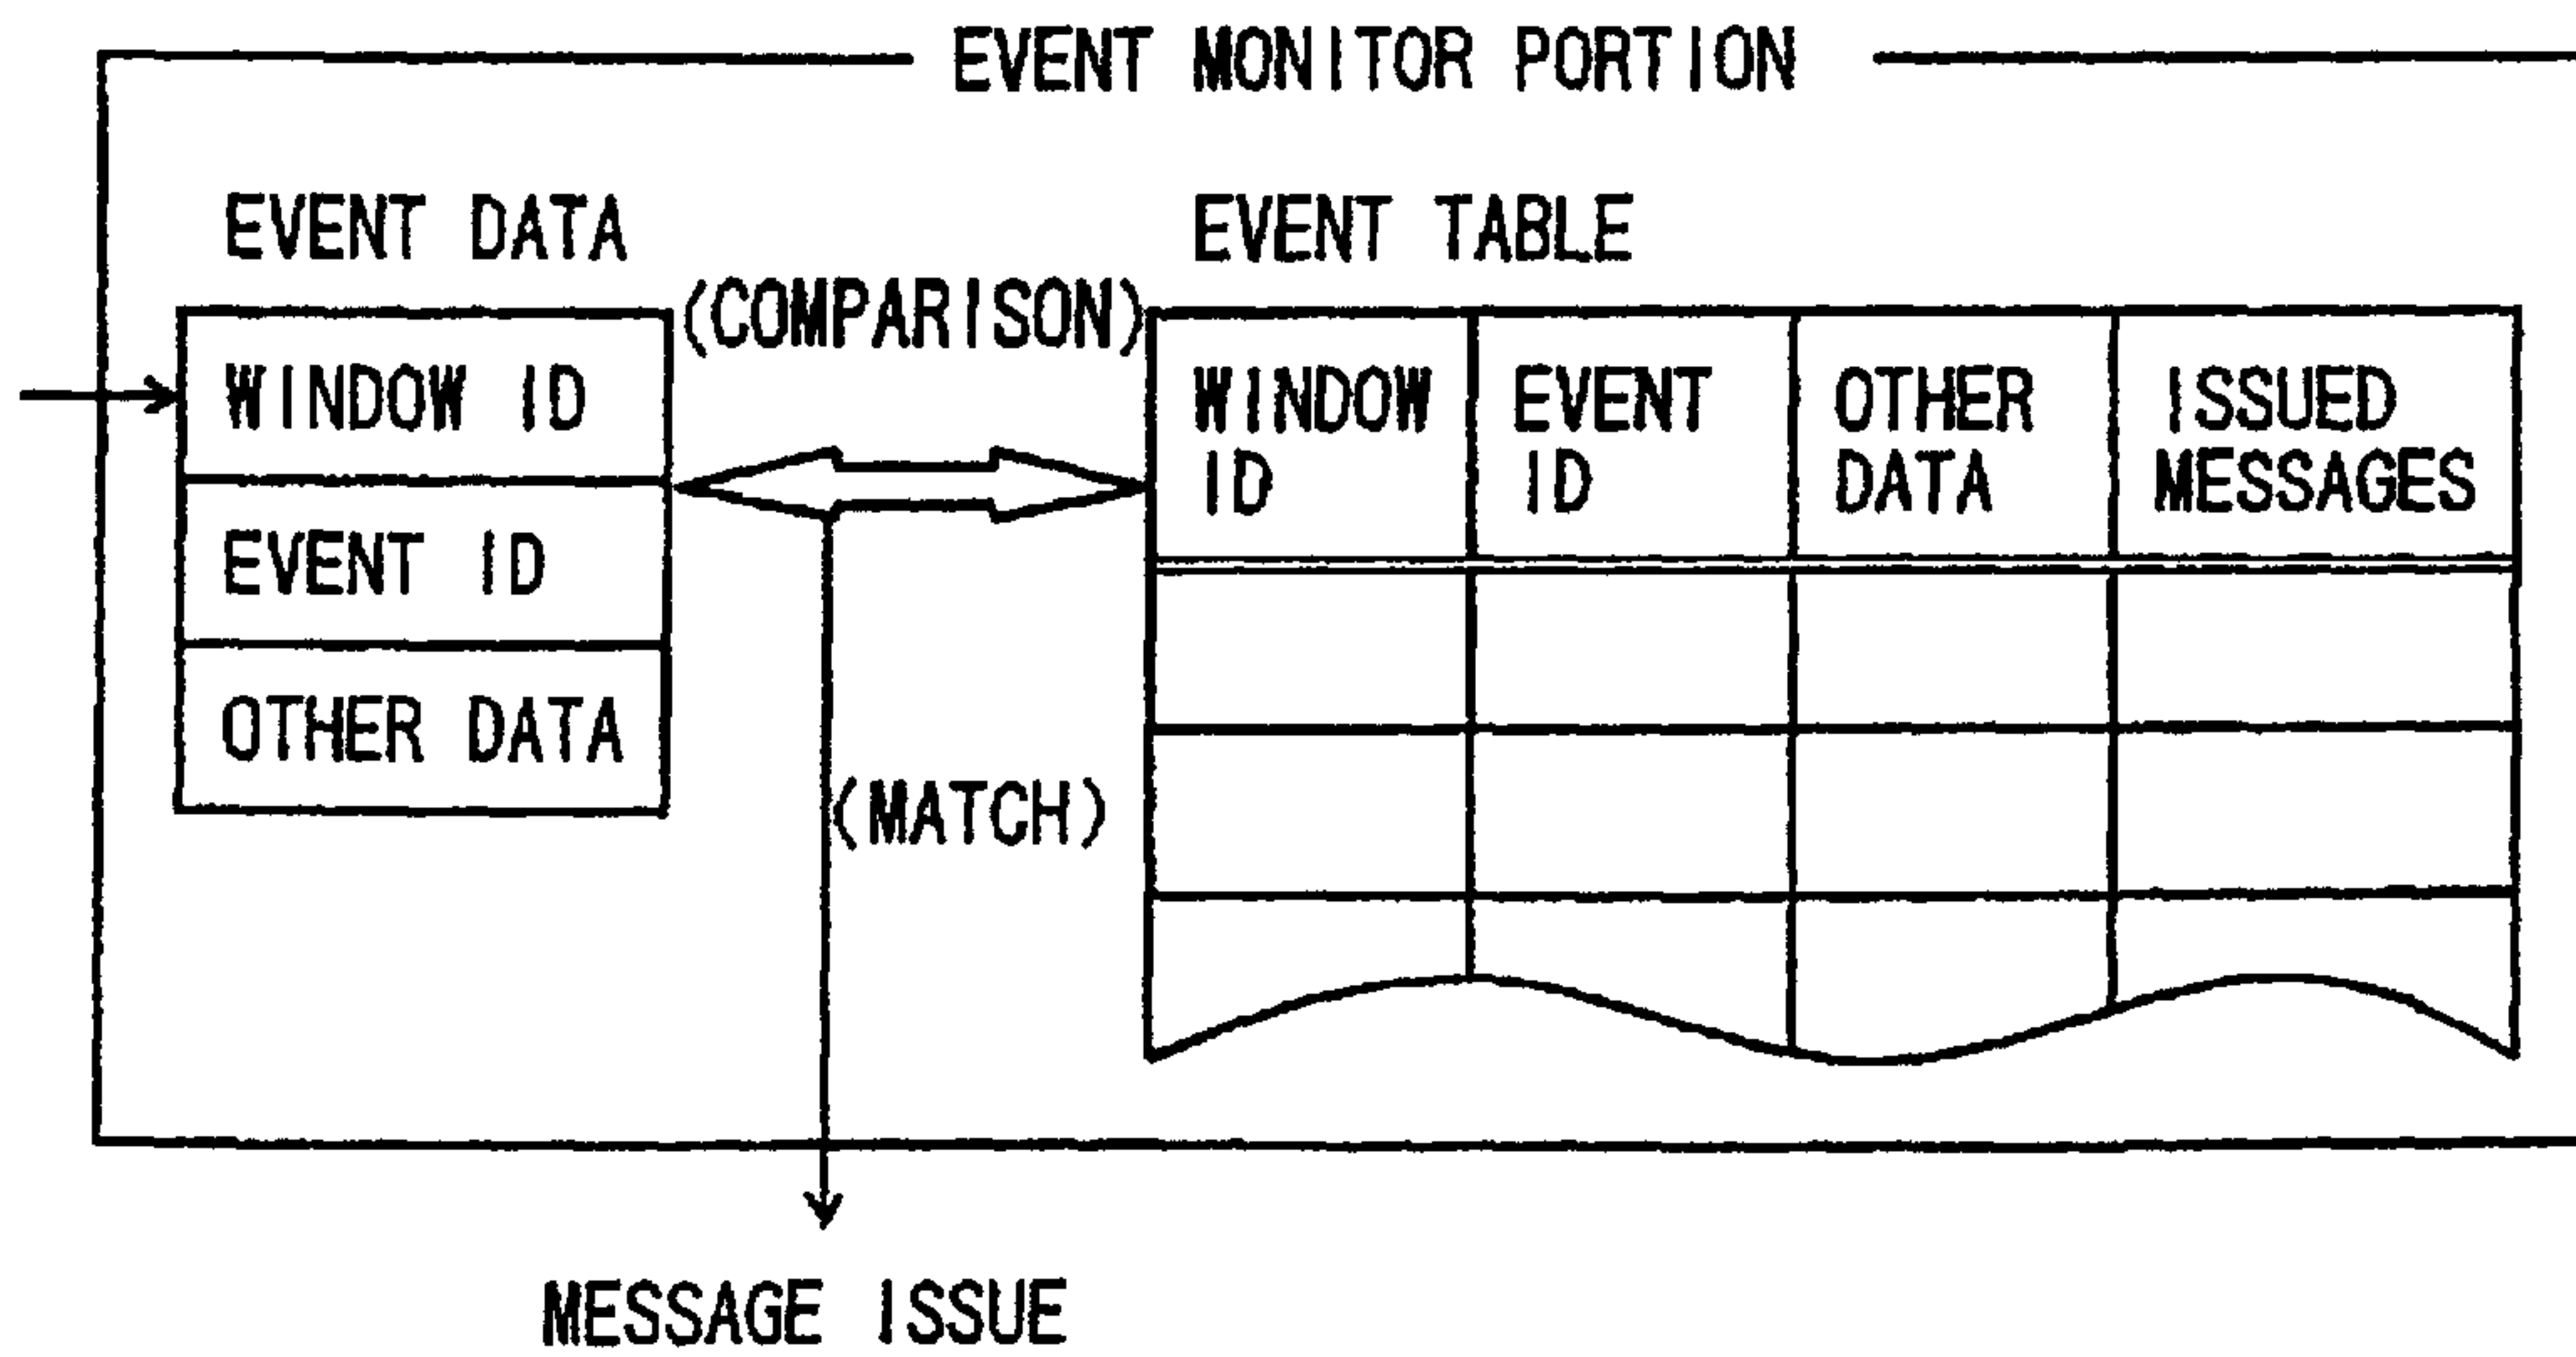 EVENT MONITOR PORTION
EVENT DATA
EVENT TABLE
(COMPARISON)
WINDOW ID
EVENT ID
OTHER DATA
WINDOW
ID
EVENT
ID
OTHER
DATA
ISSUED
MESSAGES
(MATCH)
MESSAGE ISSUE